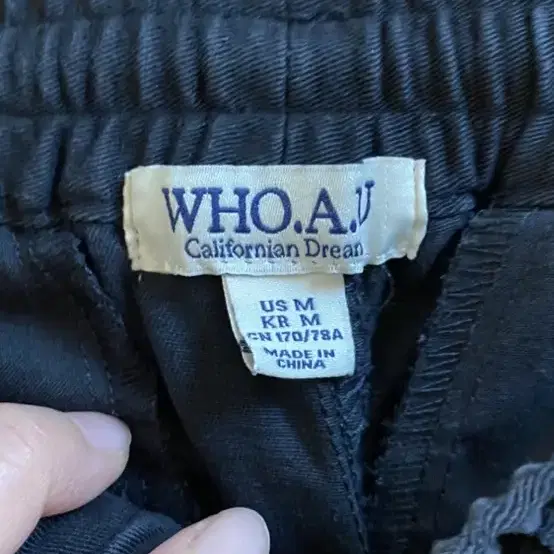 WHO.A.U
Californian Dream
US M
KR M
CN 170/78A
MADE IN
CHINA